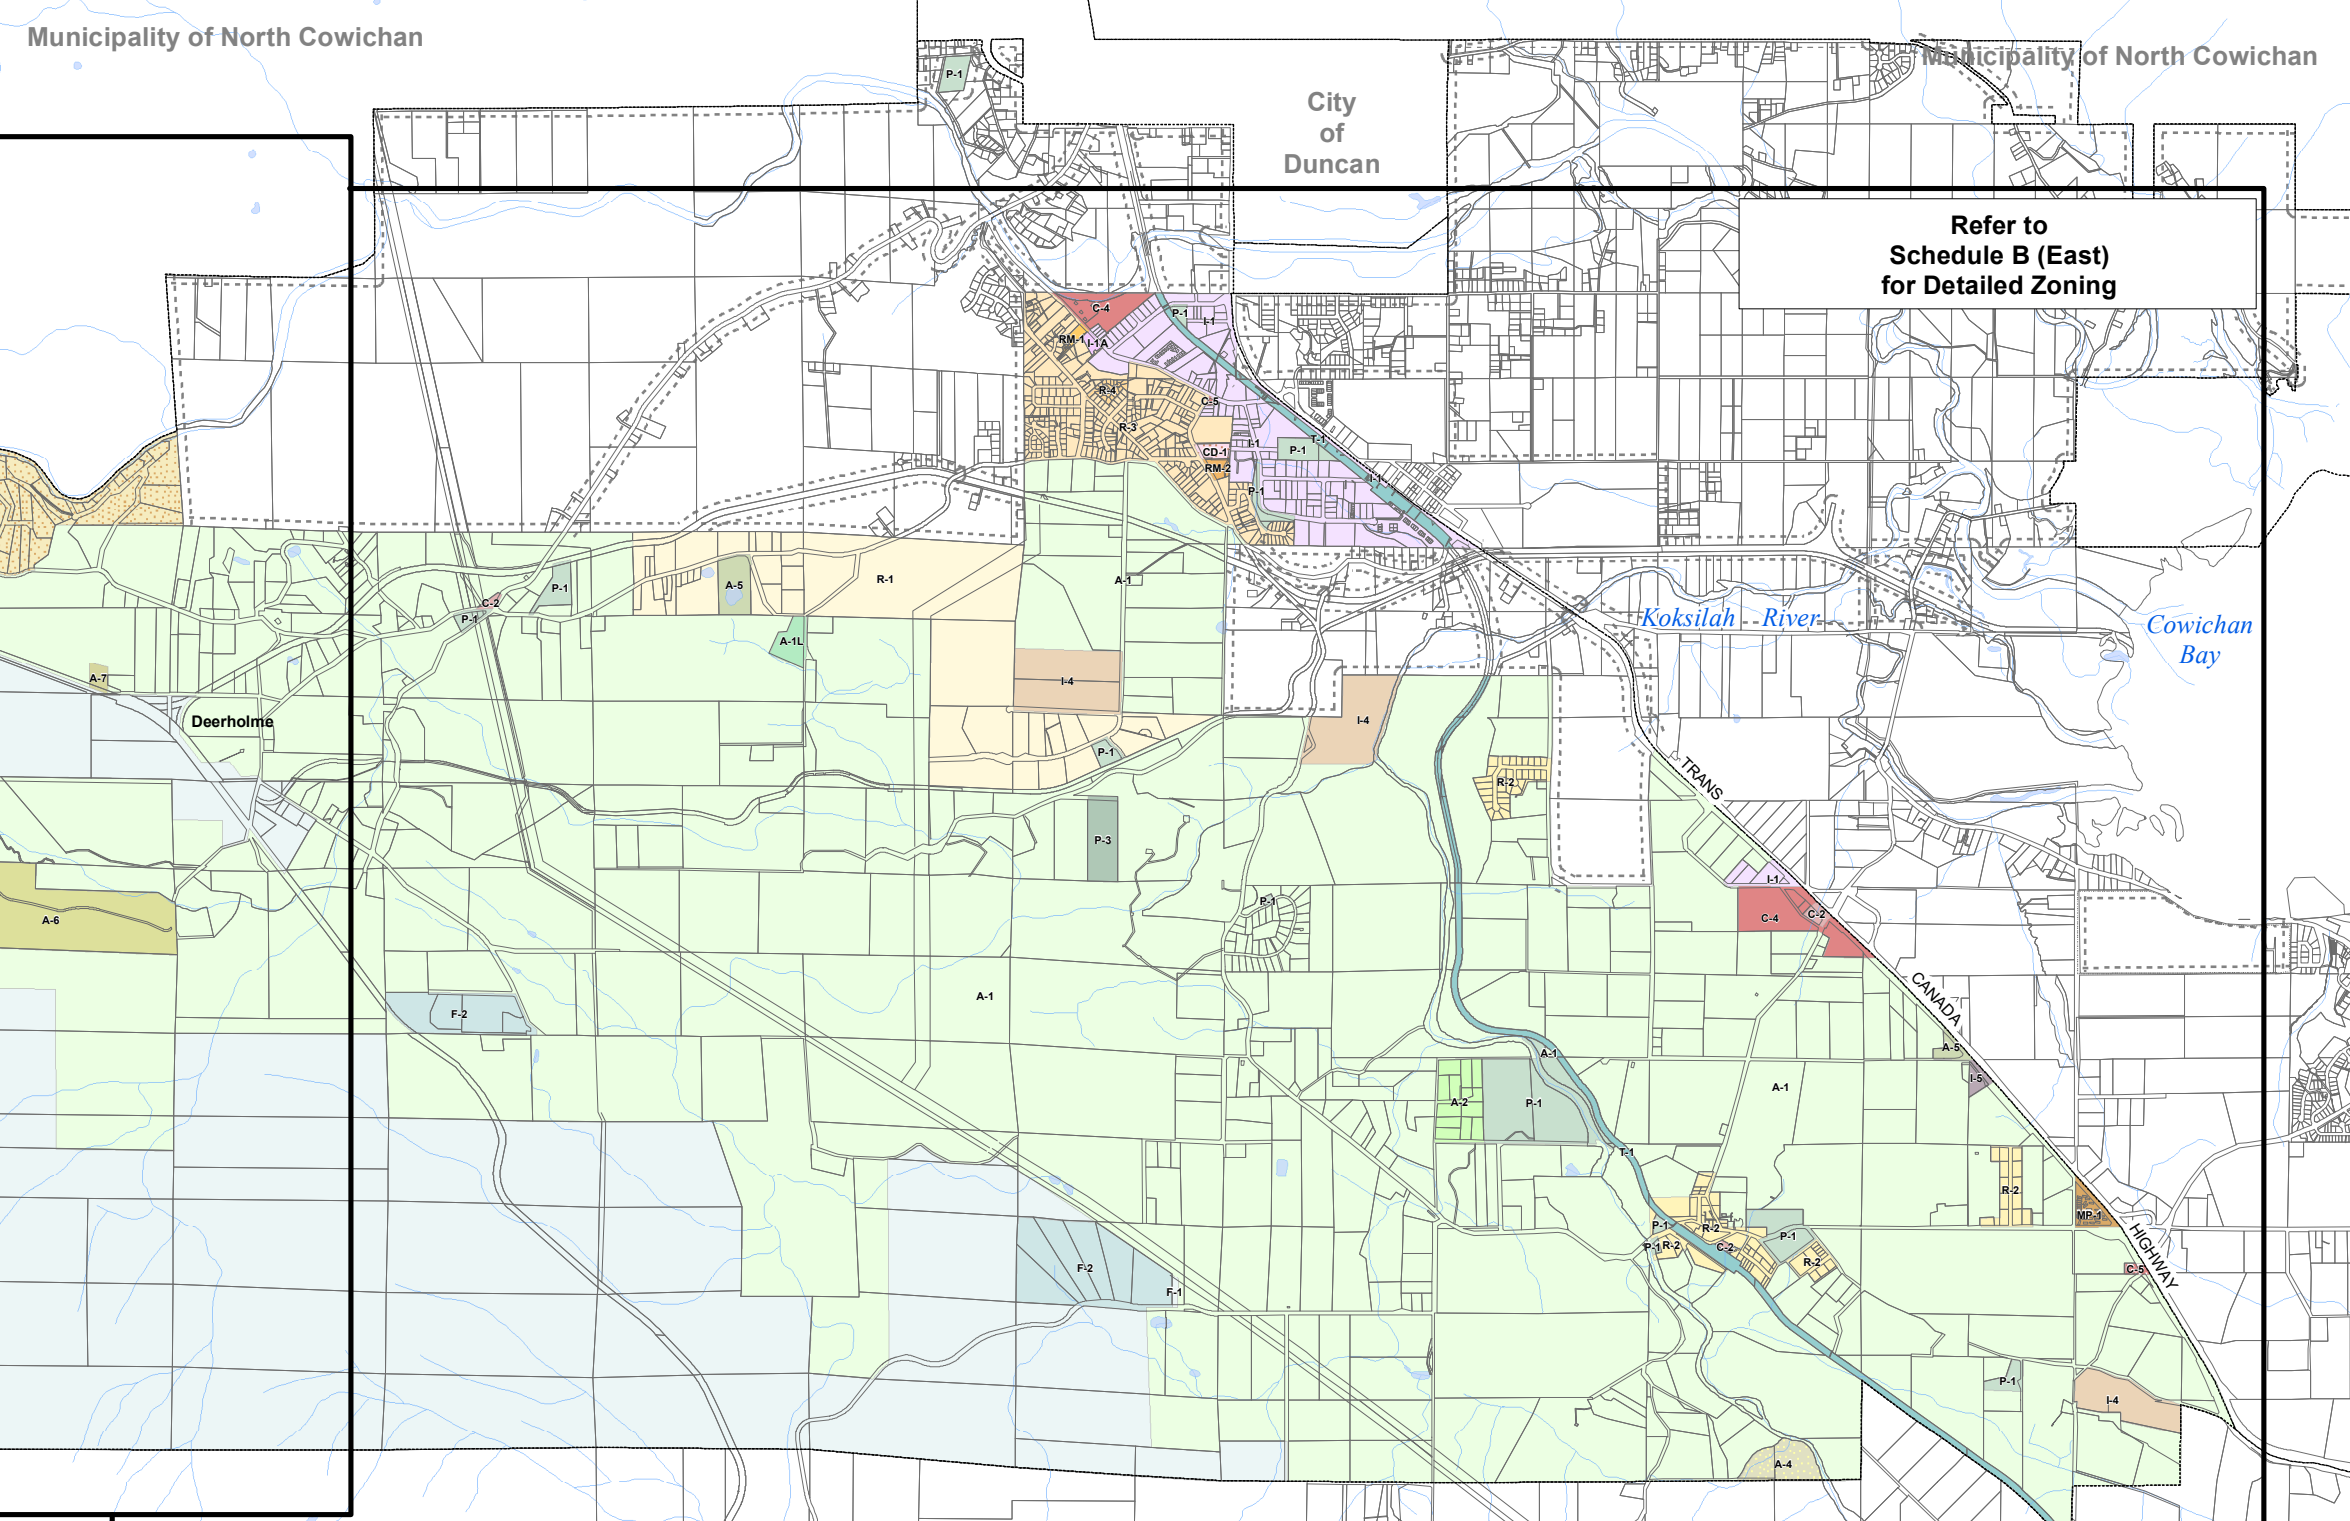 Municipality of North Cowichan
Municipality of North Cowichan
P-1
City
of
Duncan
Refer to
Schedule B (East)
for Detailed Zoning
C-4
P-1
I-1
RM-1
I-1A
R-4
C-5
R-3
T-1
I-1
P-1
CD-1
RM-2
I-1
P-1
R-1
A-5
A-1
P-1
C-2
P-1
Koksilah River
Cowichan
Bay
A-1L
A-7
I-4
Deerholme
I-4
P-1
TRANS
R-2
P-3
I-1
P-1
C-4
C-2
A-6
A-1
CANADA
F-2
A-5
A-1
I-5
A-1
A-2
P-1
T-1
R-2
MP-1
P-1
R-2
P-1
HIGHWAY
P-1
R-2
C-2
R-2
F-2
C-5
F-1
P-1
I-4
A-4